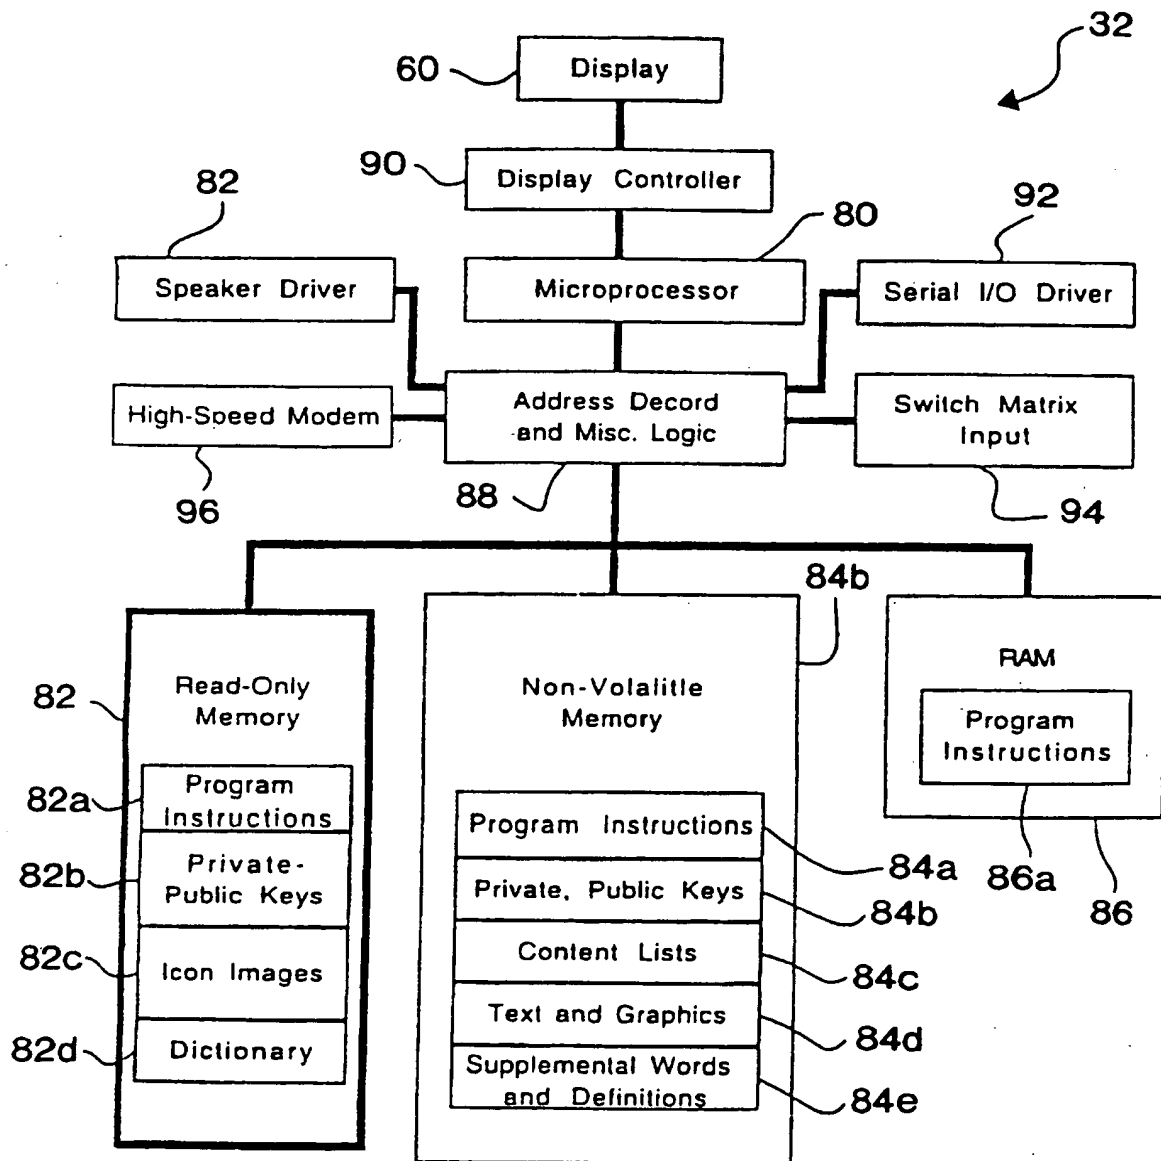 32
60
Display
90
Display Controller
82
80
92
Speaker Driver
Microprocessor
Serial I/O Driver
High-Speed Modem
Address Decord
and Misc. Logic
Switch Matrix
Input
96
88
94
84b
82
Read-Only
Memory
82a
Program
Instructions
82b
Private-
Public Keys
82c
Icon Images
82d
Dictionary
Non-Volalitle
Memory
Program Instructions
84a
Private, Public Keys
84b
Content Lists
84c
Text and Graphics
84d
Supplemental Words
and Definitions
84e
RAM
Program
Instructions
86a
86